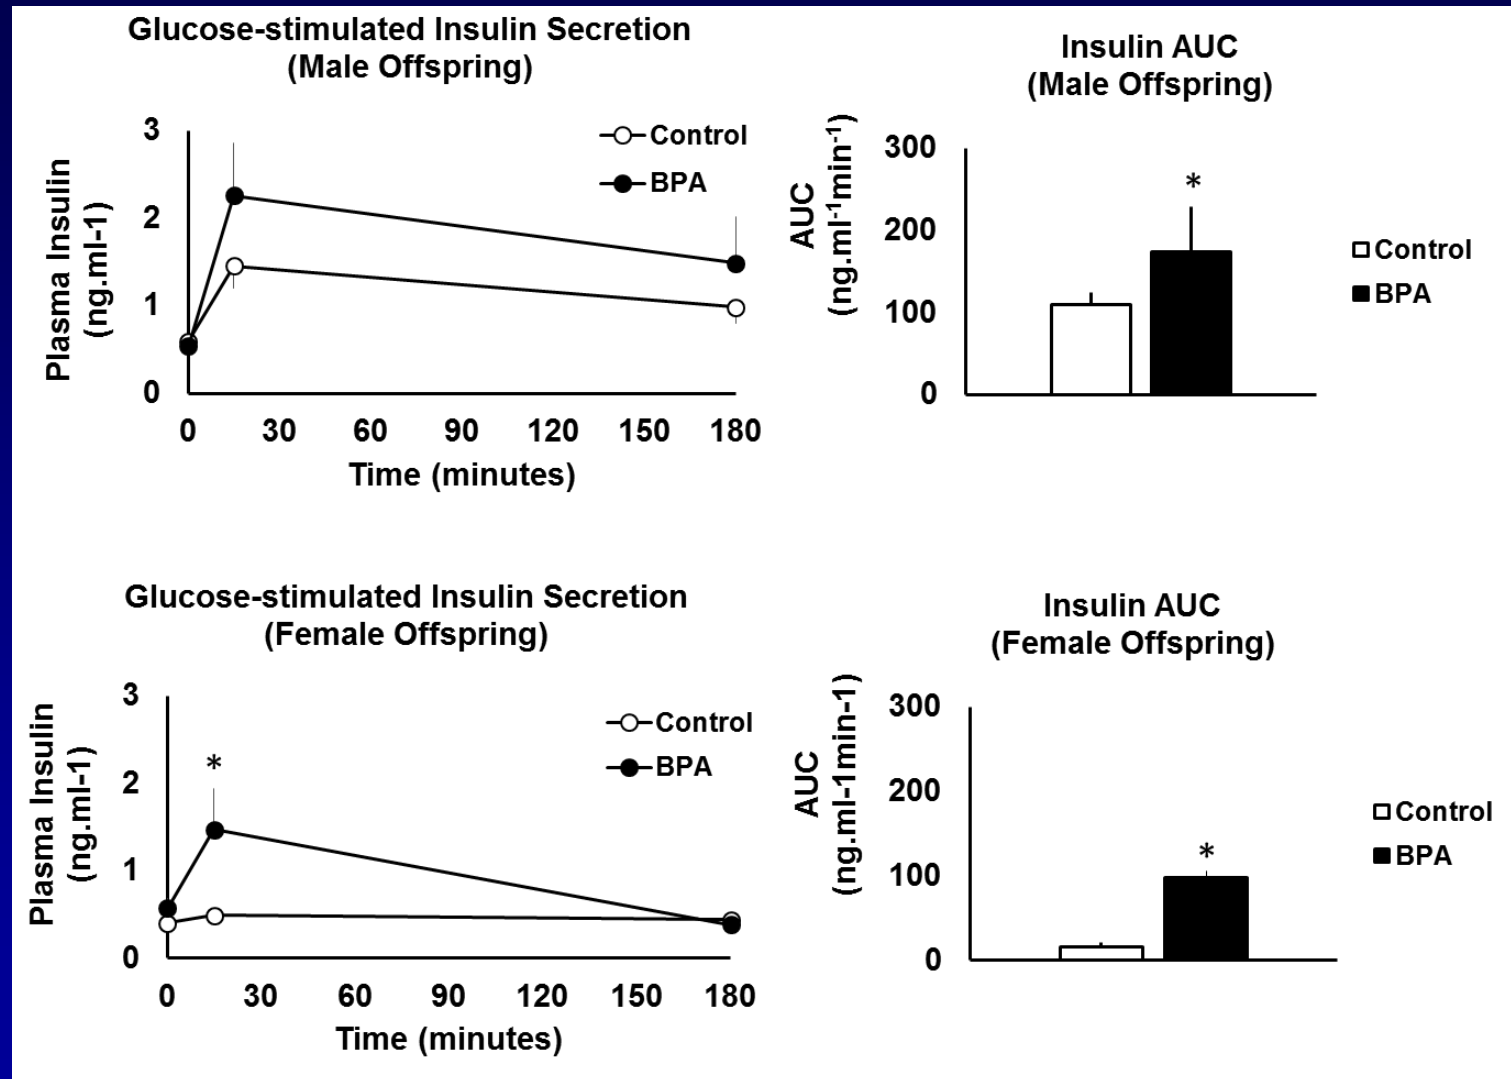 Glucose-stimulated Insulin Secretion
(Male Offspring)
Plasma Insulin
(ng.ml-1)
3
2
1
0
Control
BPA
0 30 60 90 120 150 180
Time (minutes)
Insulin AUC
(Male Offspring)
AUC
(ng.ml⁻¹min⁻¹)
300
200
100
0
*
Control
BPA
Glucose-stimulated Insulin Secretion
(Female Offspring)
Plasma Insulin
(ng.ml-1)
3
2
1
0
*
Control
BPA
0 30 60 90 120 150 180
Time (minutes)
Insulin AUC
(Female Offspring)
AUC
(ng.ml-1min-1)
300
200
100
0
*
Control
BPA